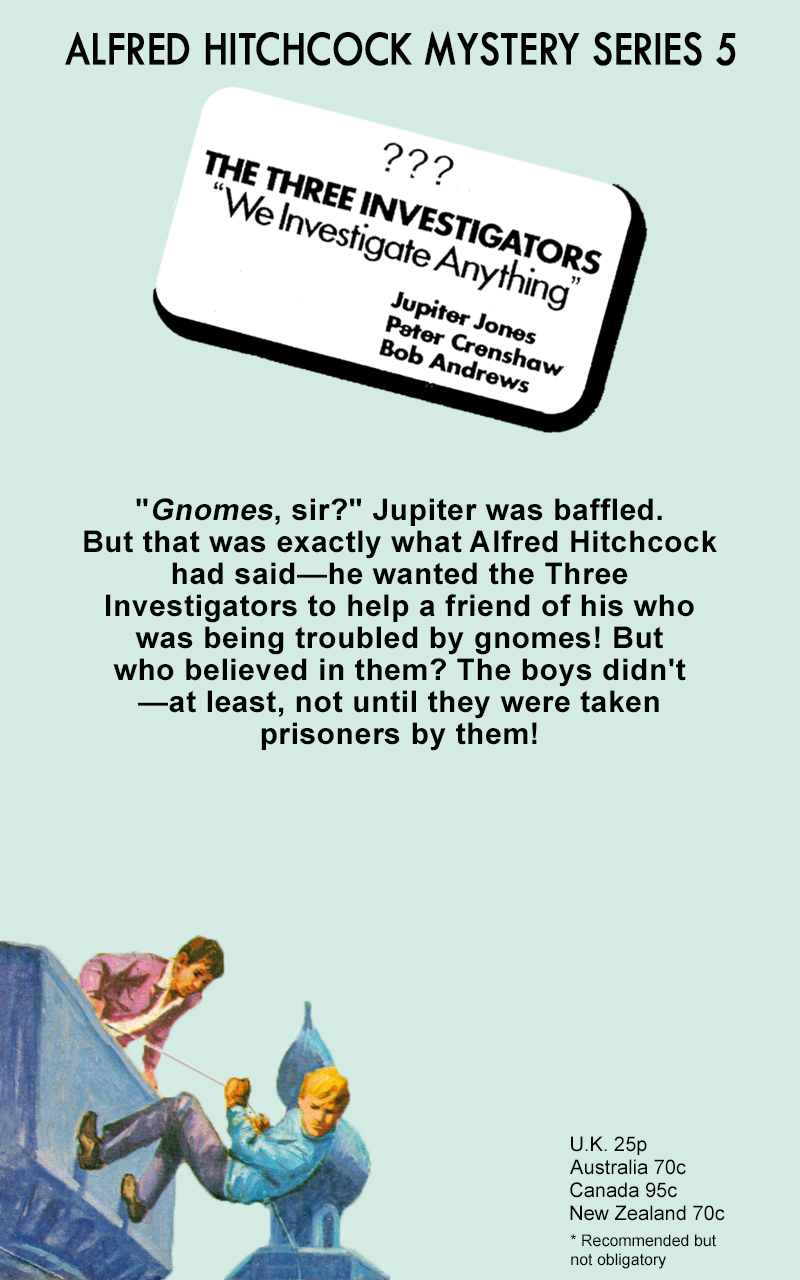 ALFRED HITCHCOCK MYSTERY SERIES 5
???
THE THREE INVESTIGATORS
“We Investigate Anything”
Jupiter Jones
Peter Crenshaw
Bob Andrews
"Gnomes, sir?" Jupiter was baffled.
But that was exactly what Alfred Hitchcock
had said—he wanted the Three
Investigators to help a friend of his who
was being troubled by gnomes! But
who believed in them? The boys didn't
—at least, not until they were taken
prisoners by them!
U.K. 25p
Australia 70c
Canada 95c
New Zealand 70c
* Recommended but
not obligatory